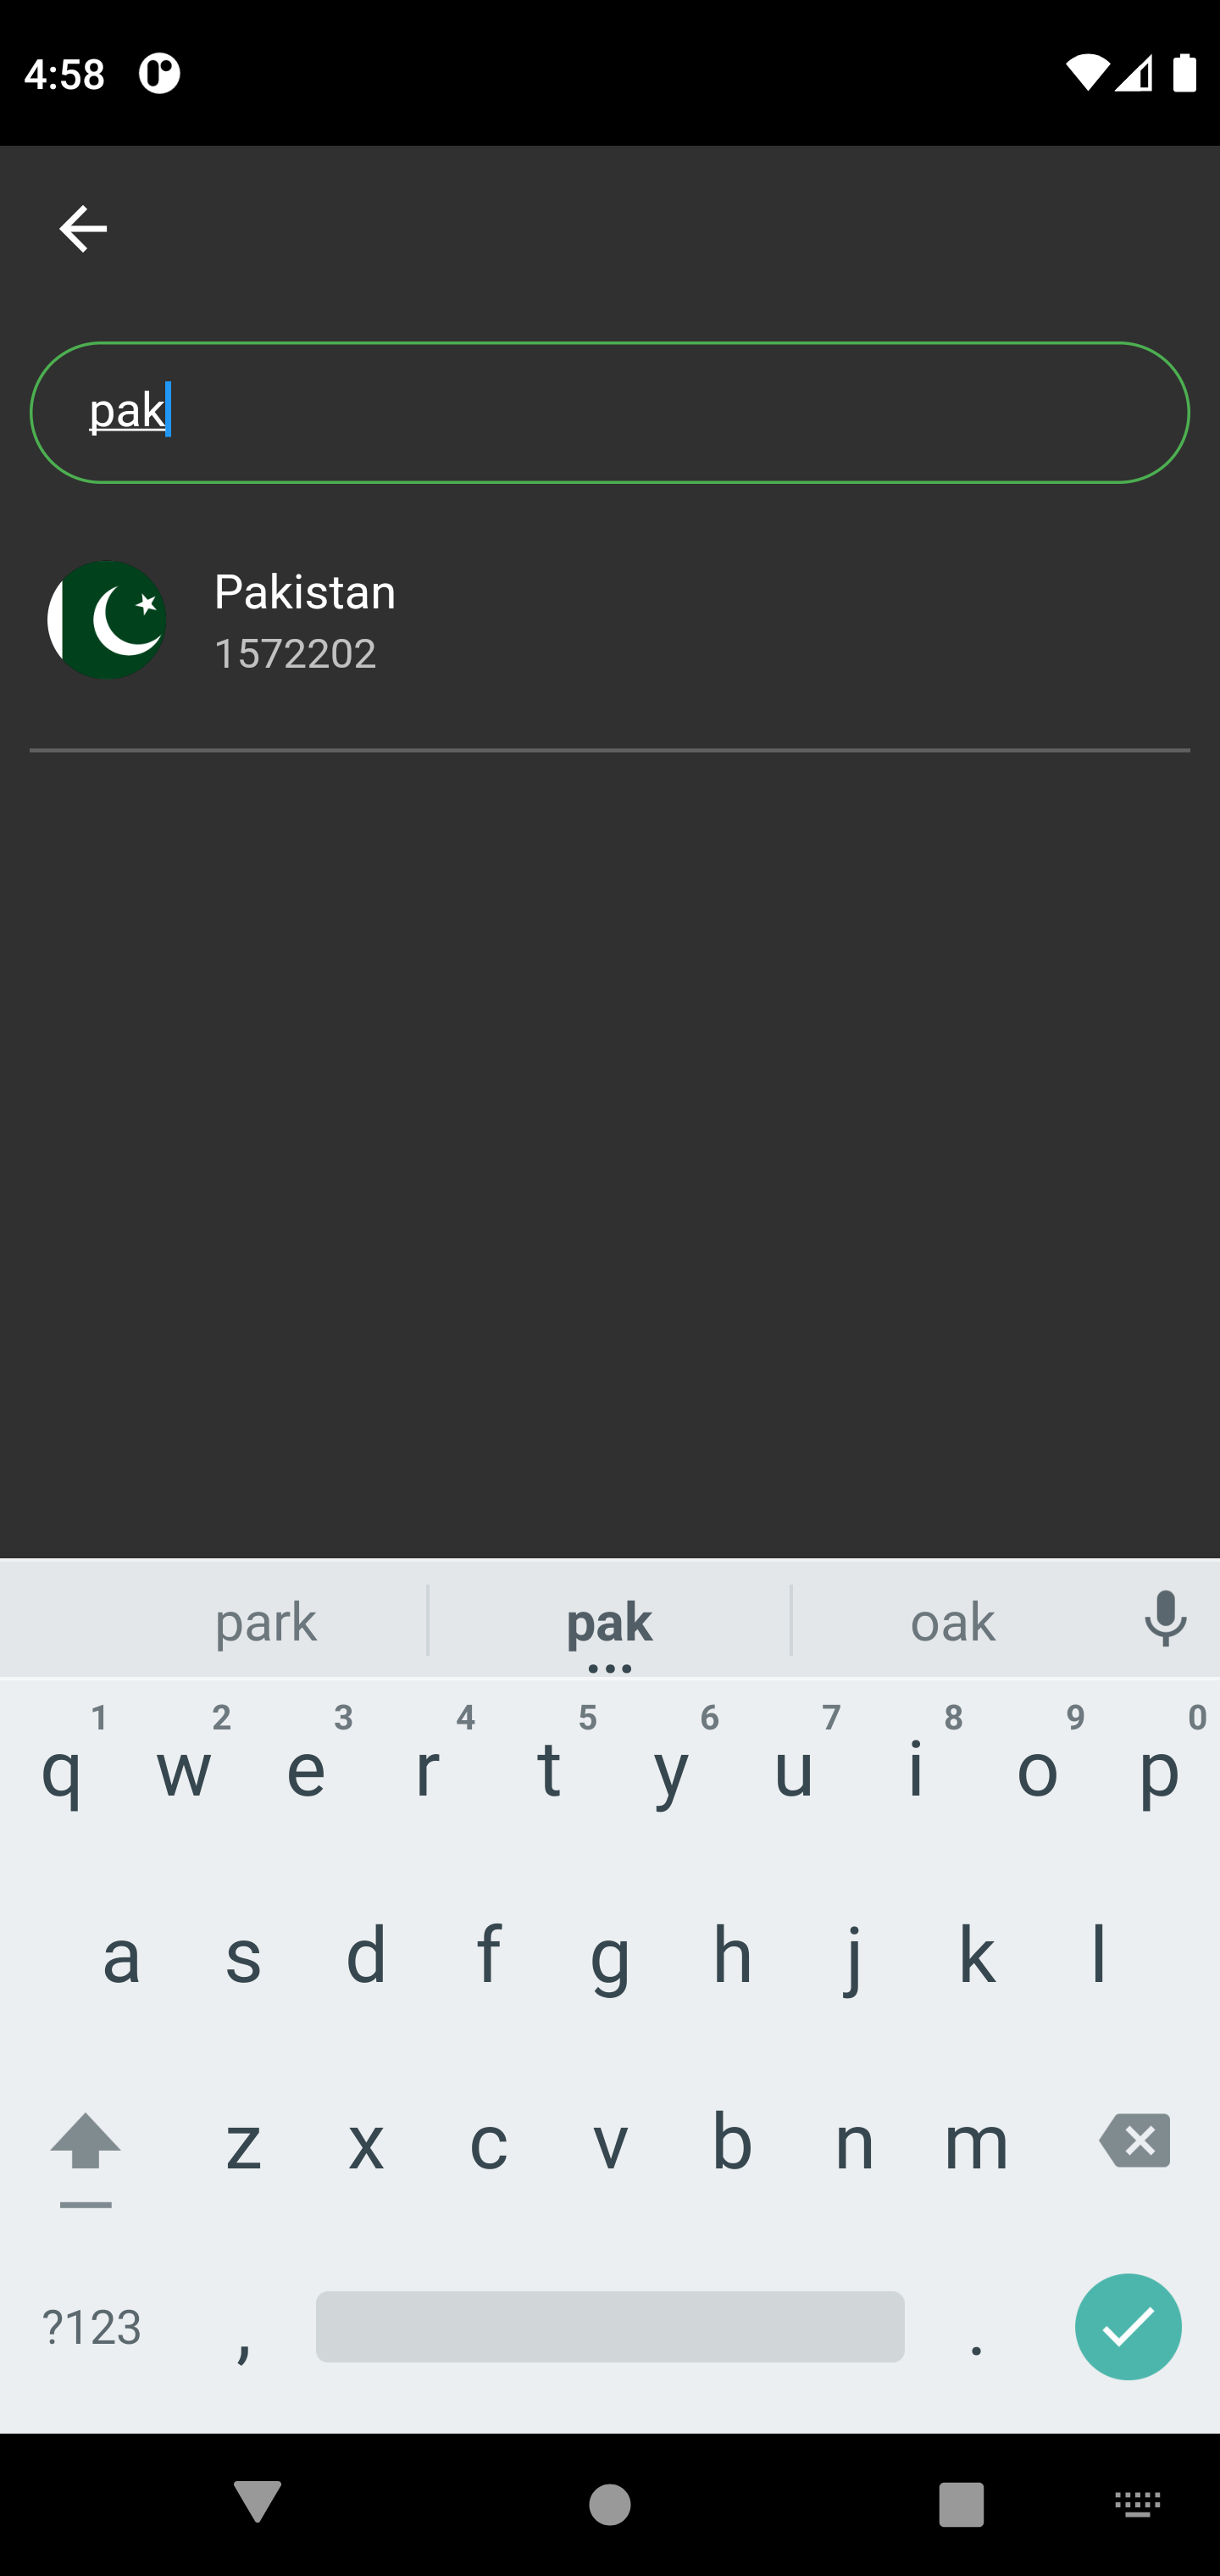 4:58
pak
Pakistan
1572202
park pak oak
1 2 3 4 5 6 7 8 9 0
q w e r t y u i o p
a s d f g h j k l
z x c v b n m
?123 , .